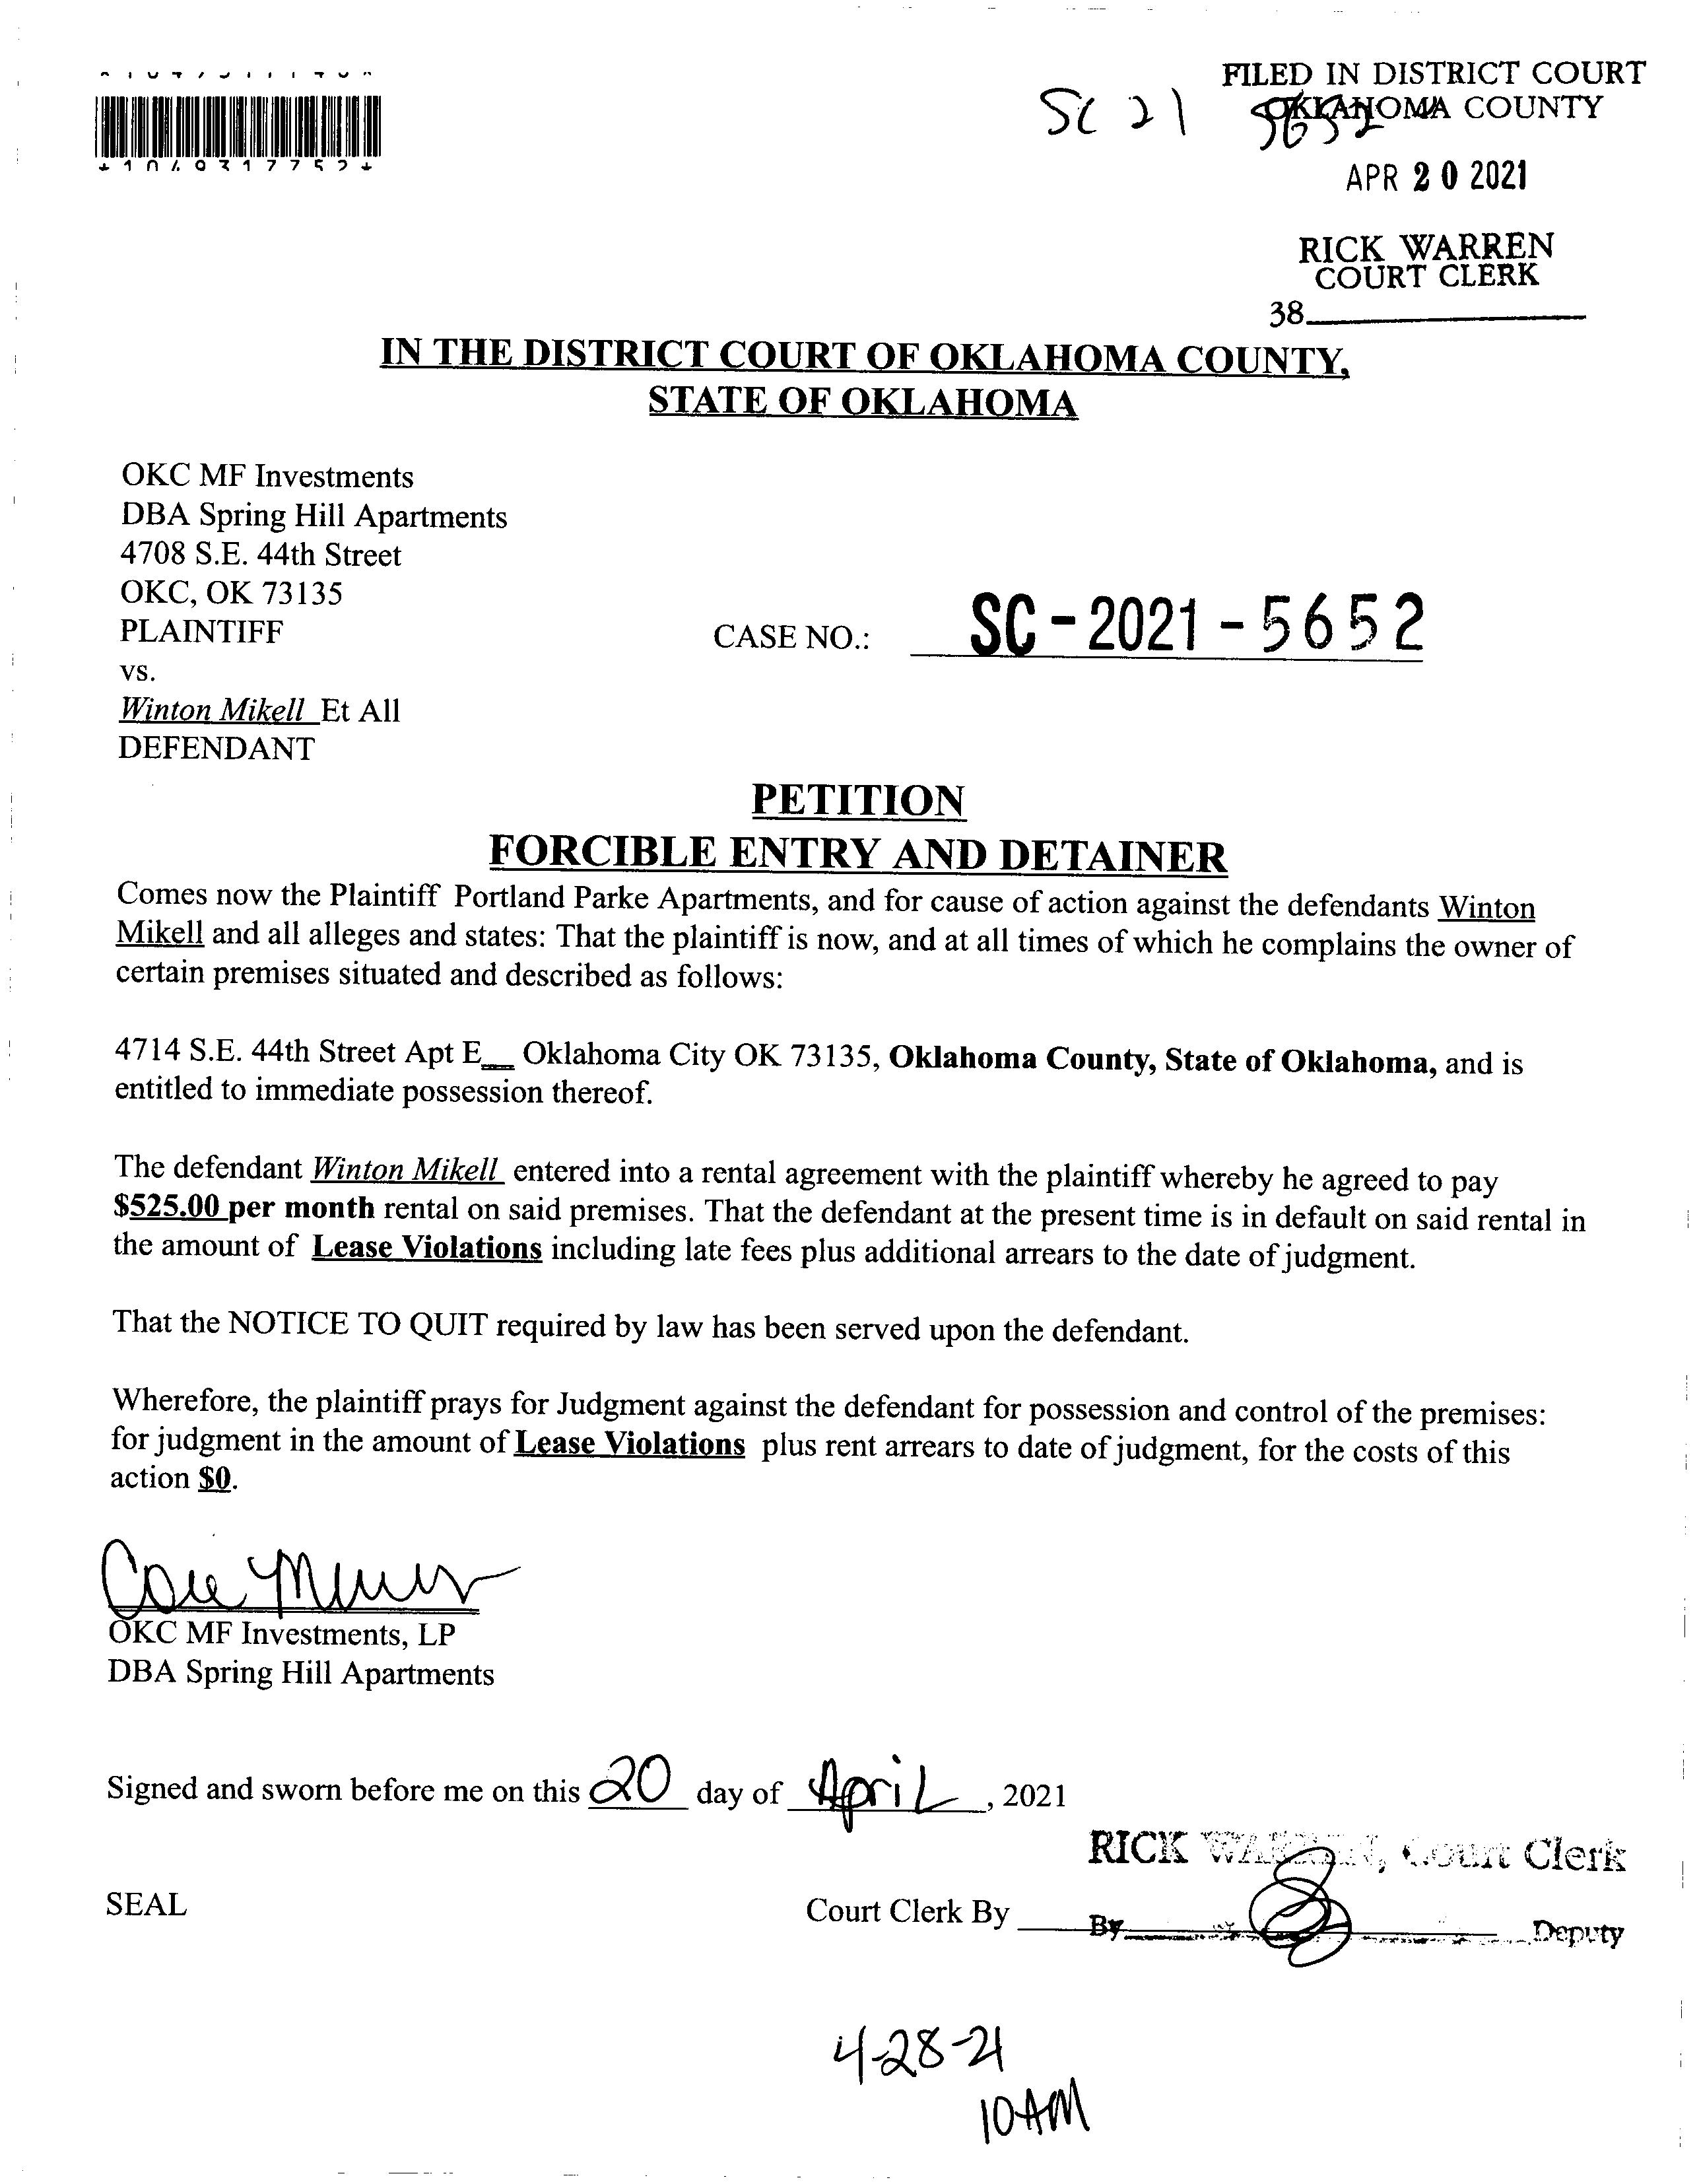 *1049317752*
SC 21 5652
FILED IN DISTRICT COURT
OKLAHOMA COUNTY
APR 20 2021
RICK WARREN
COURT CLERK
38
IN THE DISTRICT COURT OF OKLAHOMA COUNTY,
STATE OF OKLAHOMA
OKC MF Investments
DBA Spring Hill Apartments
4708 S.E. 44th Street
OKC, OK 73135
PLAINTIFF
CASE NO.: SC-2021-5652
vs.
Winton Mikell Et All
DEFENDANT
PETITION
FORCIBLE ENTRY AND DETAINER
Comes now the Plaintiff Portland Parke Apartments, and for cause of action against the defendants Winton
Mikell and all alleges and states: That the plaintiff is now, and at all times of which he complains the owner of
certain premises situated and described as follows:
4714 S.E. 44th Street Apt E__ Oklahoma City OK 73135, Oklahoma County, State of Oklahoma, and is
entitled to immediate possession thereof.
The defendant Winton Mikell entered into a rental agreement with the plaintiff whereby he agreed to pay
$525.00 per month rental on said premises. That the defendant at the present time is in default on said rental in
the amount of Lease Violations including late fees plus additional arrears to the date of judgment.
That the NOTICE TO QUIT required by law has been served upon the defendant.
Wherefore, the plaintiff prays for Judgment against the defendant for possession and control of the premises:
for judgment in the amount of Lease Violations plus rent arrears to date of judgment, for the costs of this
action $0.
OKC MF Investments, LP
DBA Spring Hill Apartments
Signed and sworn before me on this 20 day of April, 2021
RICK WARREN, Court Clerk
SEAL
Court Clerk By
By Deputy
4-28-21
10AM